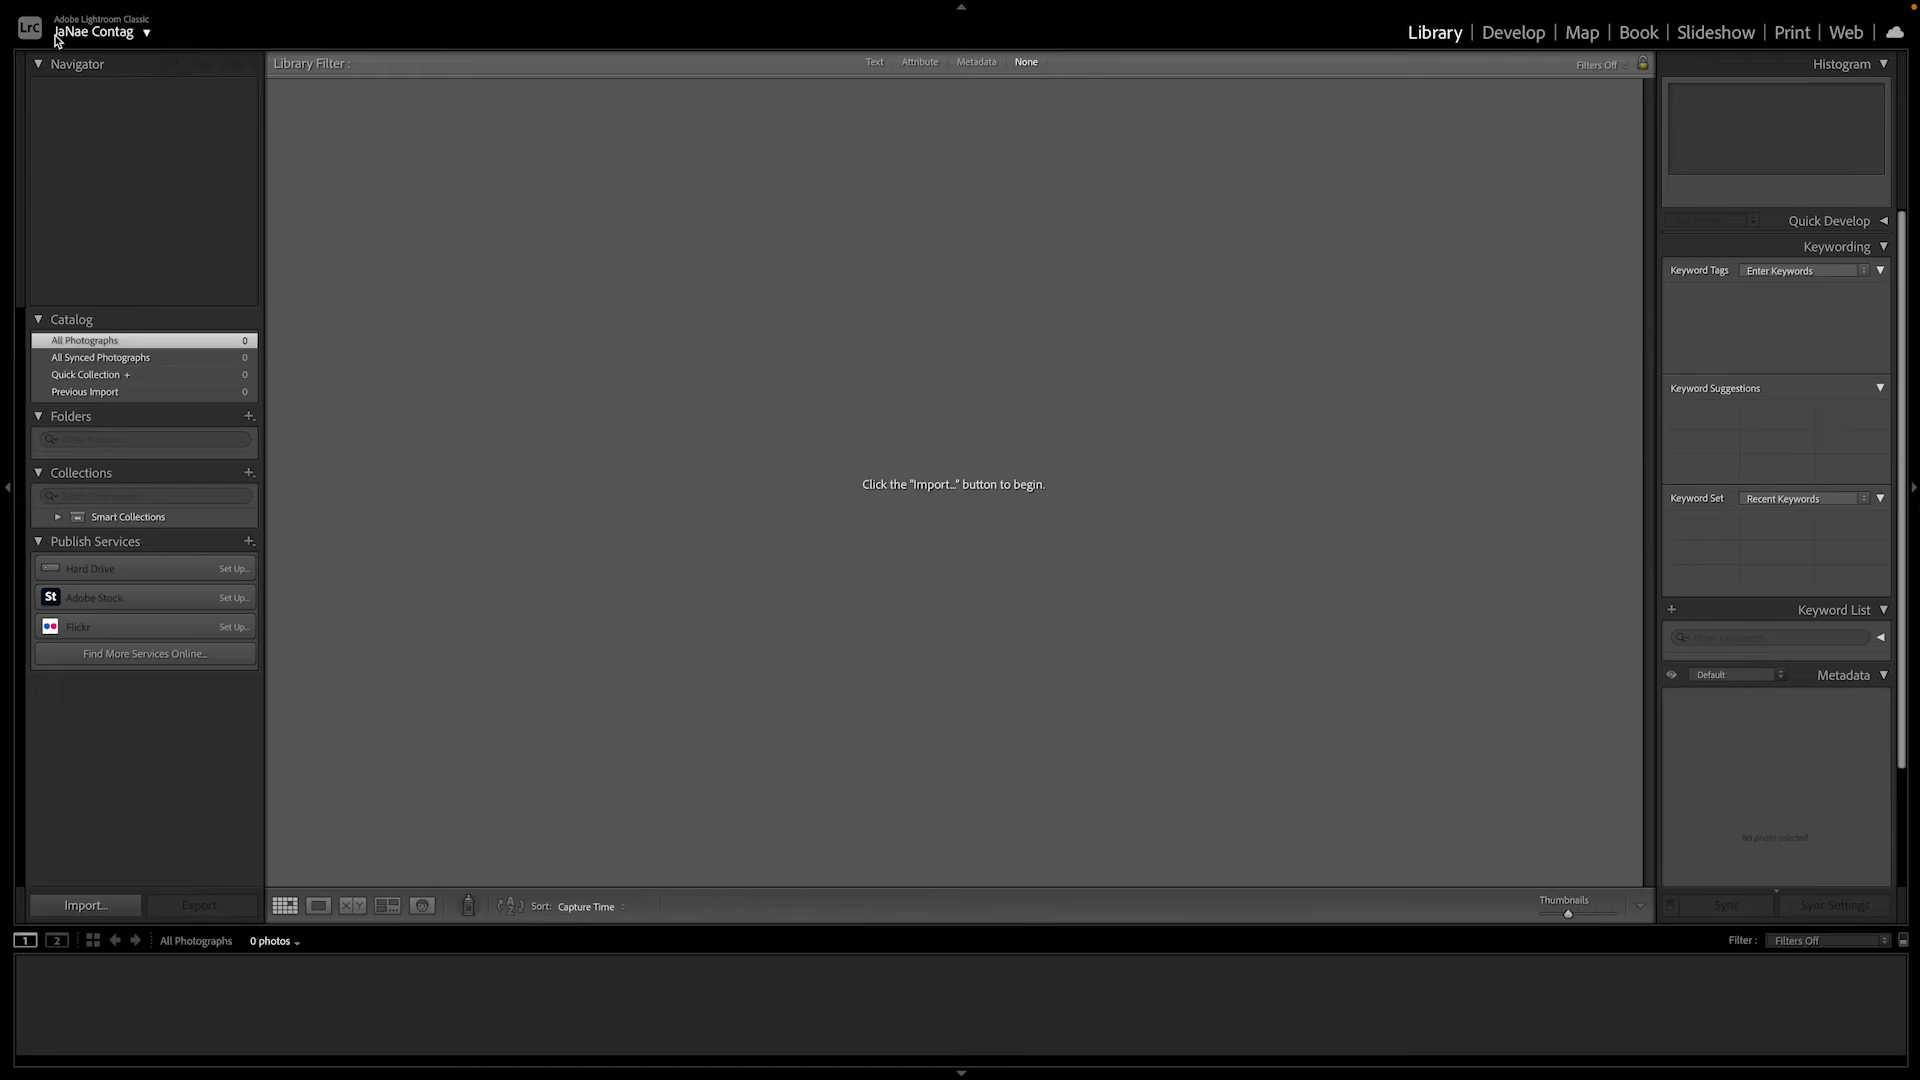 LrC
Adobe Lightroom Classic
JaNae Contag
Library | Develop | Map | Book | Slideshow | Print | Web
Navigator
Library Filter :
Text Attribute Metadata None
Filters Off
Histogram
Quick Develop
Keywording
Keyword Tags Enter Keywords
Catalog
All Photographs 0
All Synced Photographs 0
Quick Collection + 0
Previous Import 0
Folders
Keyword Suggestions
Collections
Smart Collections
Click the "Import..." button to begin.
Keyword Set Recent Keywords
Publish Services
Hard Drive Set Up...
St Adobe Stock Set Up...
Flickr Set Up...
Find More Services Online...
Keyword List
Default Metadata
No photo selected
Import... Export...
XY
Sort: Capture Time
Thumbnails
Sync Sync Settings
1 2 All Photographs 0 photos
Filter : Filters Off